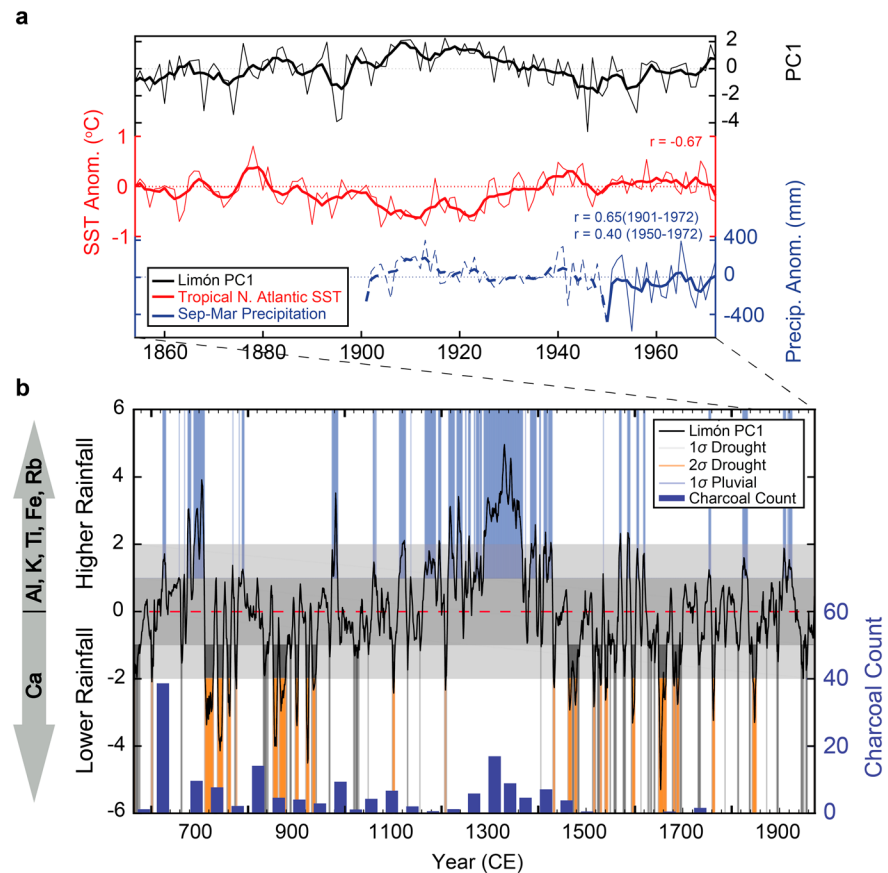 a
2
0
-2
-4
PC1
1
0
-1
SST Anom. (ºC)
r = -0.67
r = 0.65(1901-1972)
r = 0.40 (1950-1972)
400
0
-400
Precip. Anom. (mm)
Limón PC1
Tropical N. Atlantic SST
Sep-Mar Precipitation
1860 1880 1900 1920 1940 1960
b
Al, K, Ti, Fe, Rb
Ca
Higher Rainfall
Lower Rainfall
6
4
2
0
-2
-4
-6
Limón PC1
1σ Drought
2σ Drought
1σ Pluvial
Charcoal Count
60
40
20
0
Charcoal Count
700 900 1100 1300 1500 1700 1900
Year (CE)